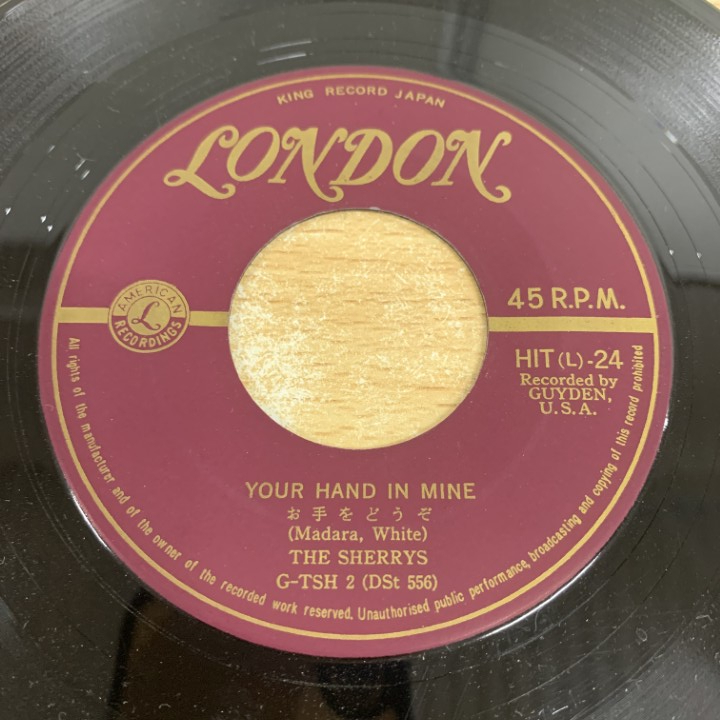 KING RECORD JAPAN
LONDON
45 R.P.M.
AMERICAN
L
RECORDINGS
HIT (L)-24
Recorded by
GUYDEN,
U.S.A.
YOUR HAND IN MINE
お手をどうぞ
(Madara, White)
THE SHERRYS
G-TSH 2 (DSt 556)
All rights of the manufacturer and of the owner of the recorded work reserved. Unauthorised public performance, broadcasting and copying of this record prohibited